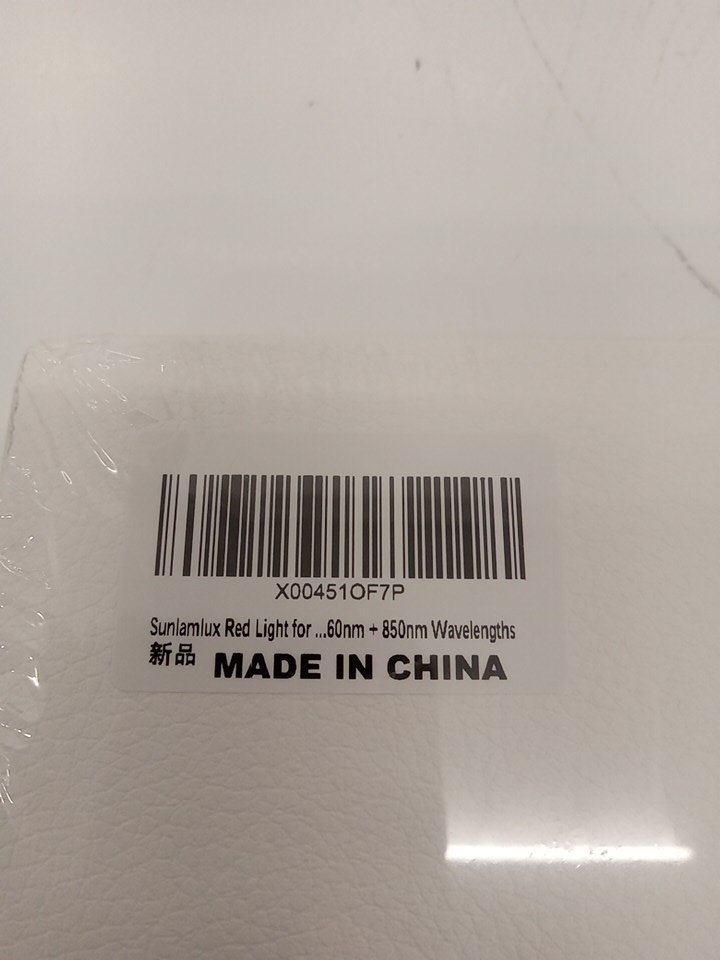 X00451OF7P
Sunlamlux Red Light for ...60nm + 850nm Wavelengths
新品 MADE IN CHINA